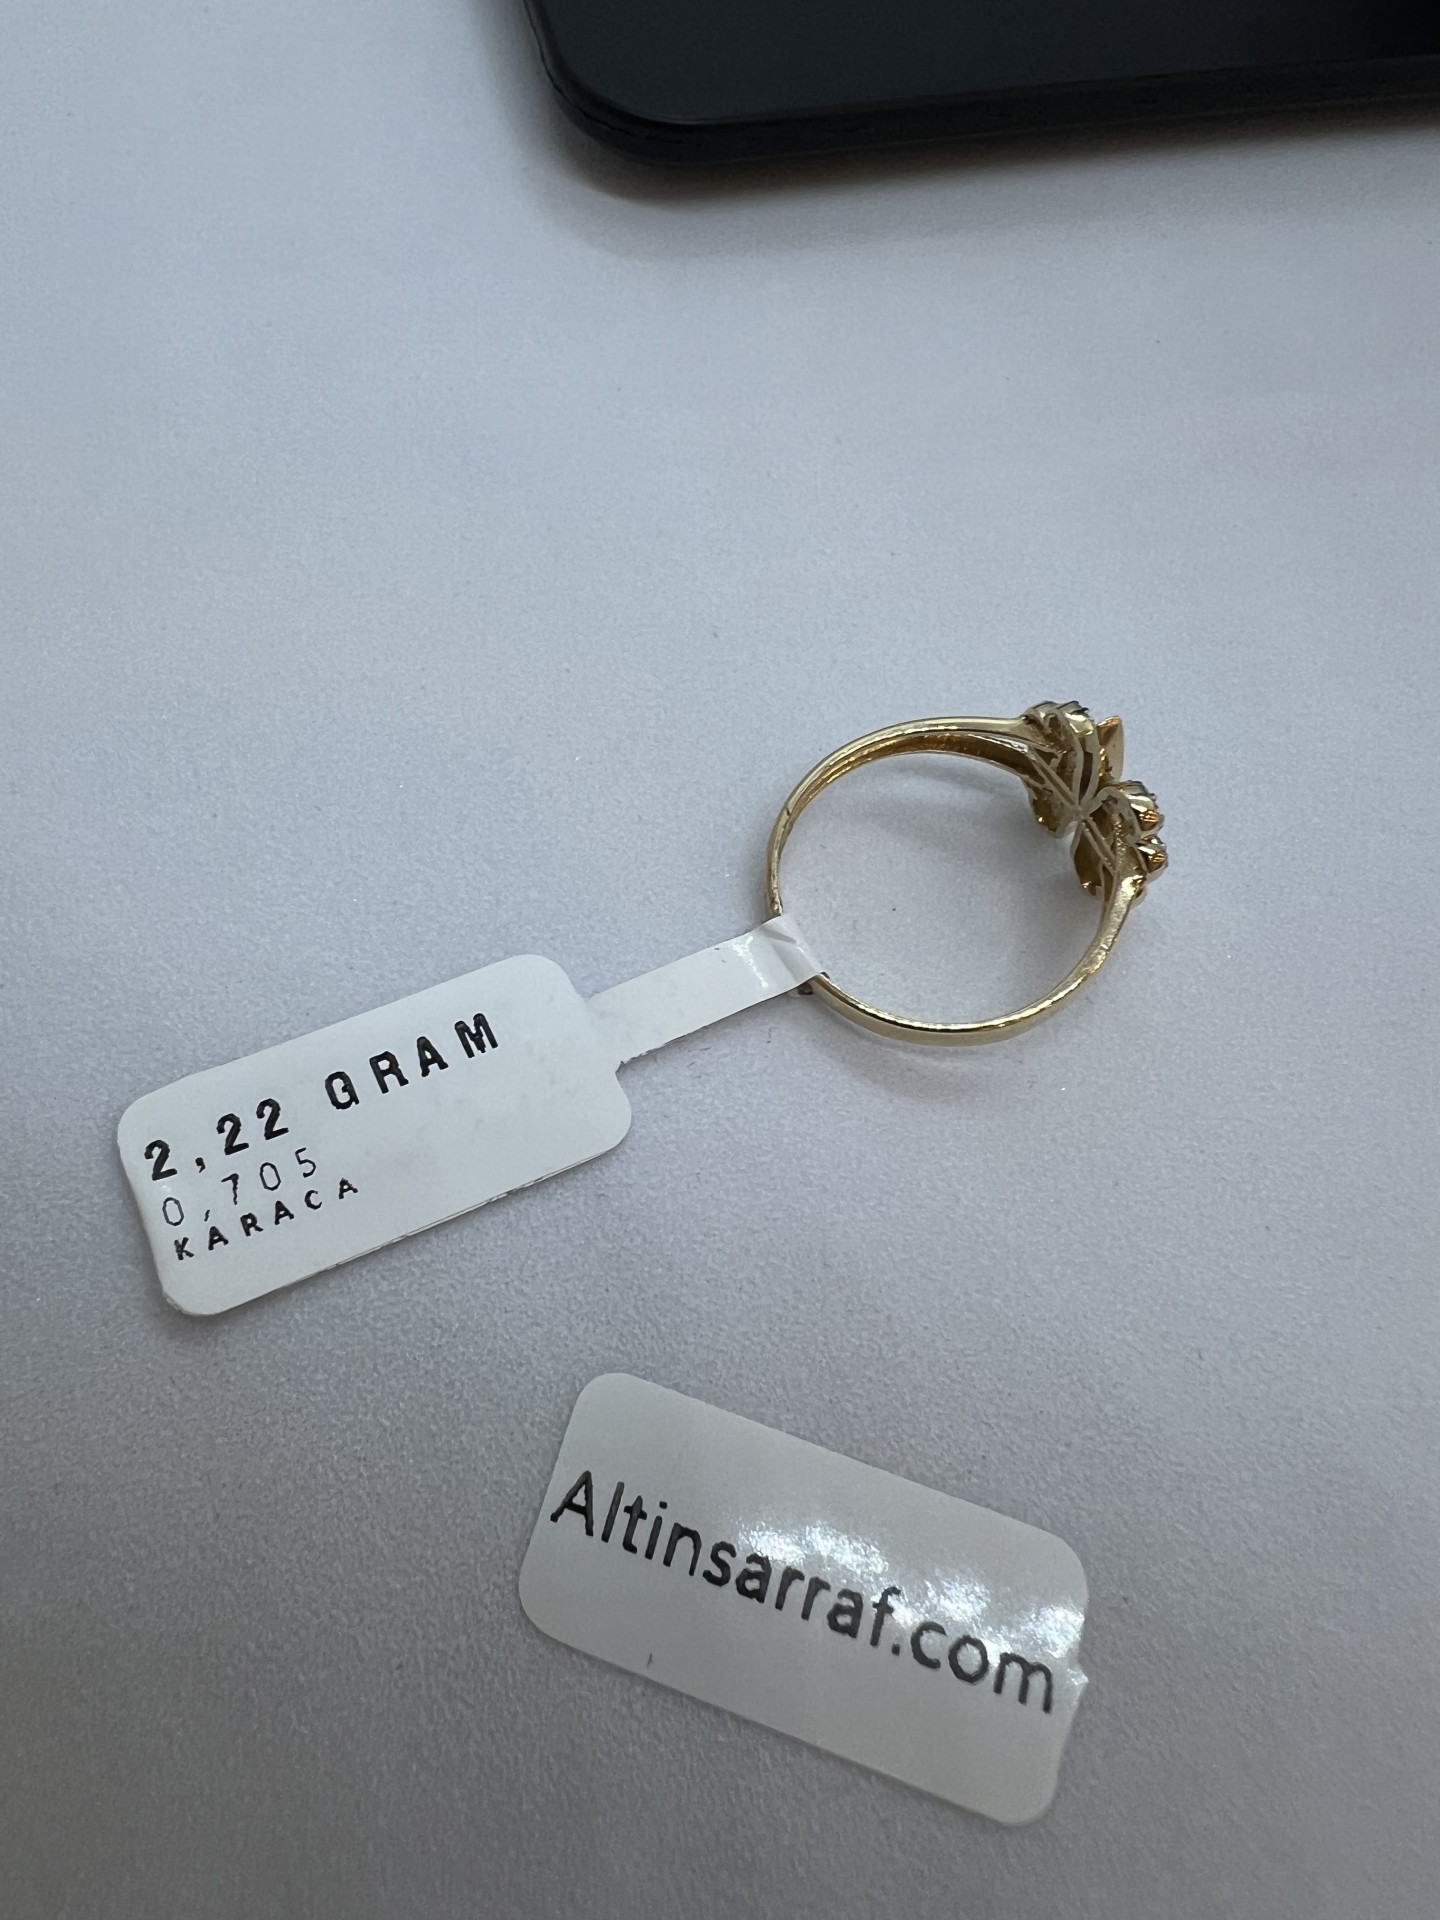 2,22 GRAM
0,705
KARACA
Altinsarraf.com